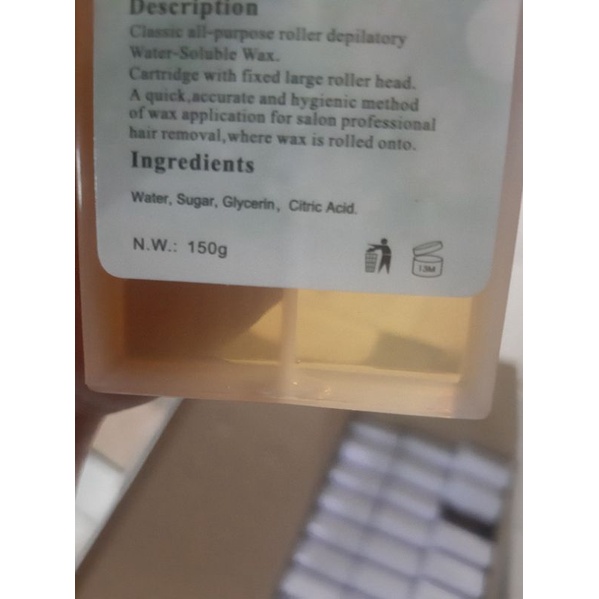 Description
Classic all-purpose roller depilatory
Water-Soluble Wax.
Cartridge with fixed large roller head.
A quick,accurate and hygienic method
of wax application for salon professional
hair removal,where wax is rolled onto.
Ingredients
Water, Sugar, Glycerin, Citric Acid.
N.W.: 150g
13M